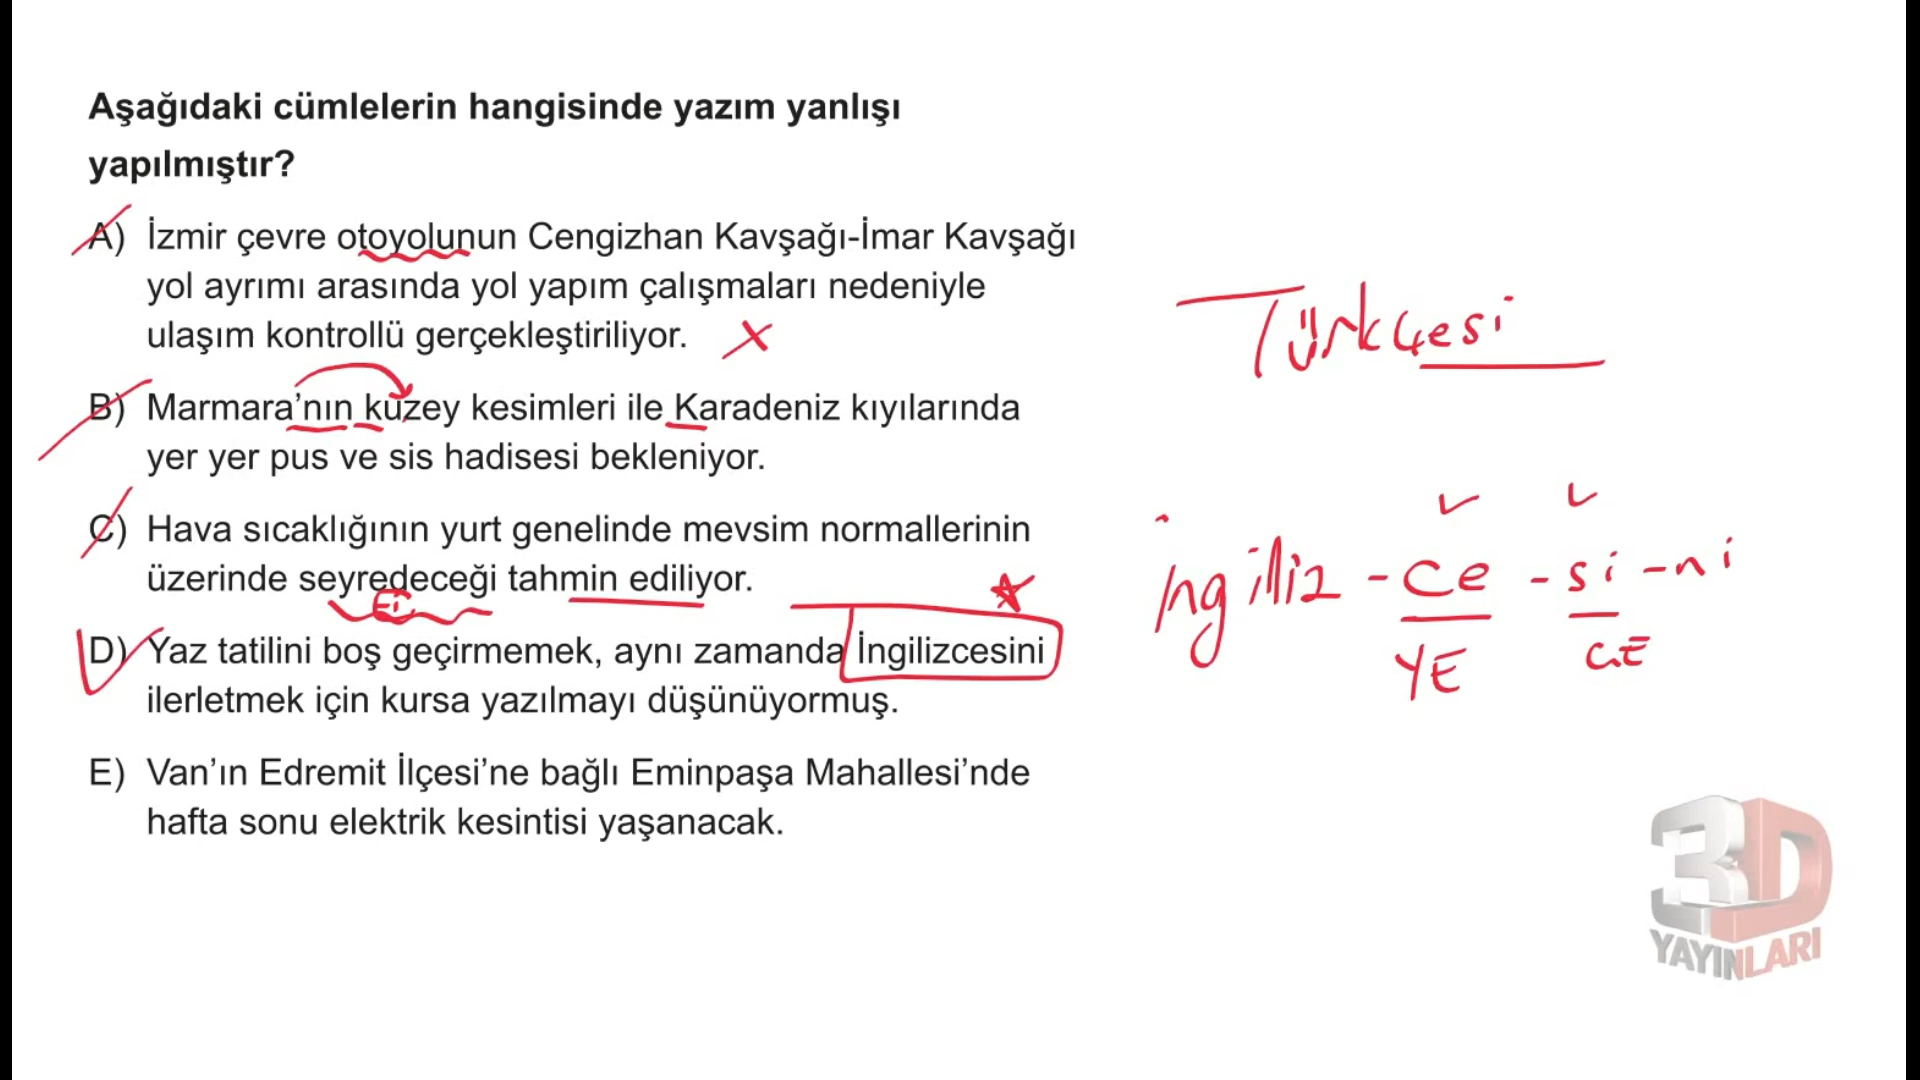 Aşağıdaki cümlelerin hangisinde yazım yanlışı
yapılmıştır?
A) İzmir çevre otoyolunun Cengizhan Kavşağı-İmar Kavşağı
yol ayrımı arasında yol yapım çalışmaları nedeniyle
ulaşım kontrollü gerçekleştiriliyor.
B) Marmara’nın kuzey kesimleri ile Karadeniz kıyılarında
yer yer pus ve sis hadisesi bekleniyor.
C) Hava sıcaklığının yurt genelinde mevsim normallerinin
üzerinde seyredeceği tahmin ediliyor.
D) Yaz tatilini boş geçirmemek, aynı zamanda İngilizcesini
ilerletmek için kursa yazılmayı düşünüyormuş.
E) Van’ın Edremit İlçesi’ne bağlı Eminpaşa Mahallesi’nde
hafta sonu elektrik kesintisi yaşanacak.
Türkçesi
İngiliz - ce - si - ni
YE ÇE
3D
YAYINLARI